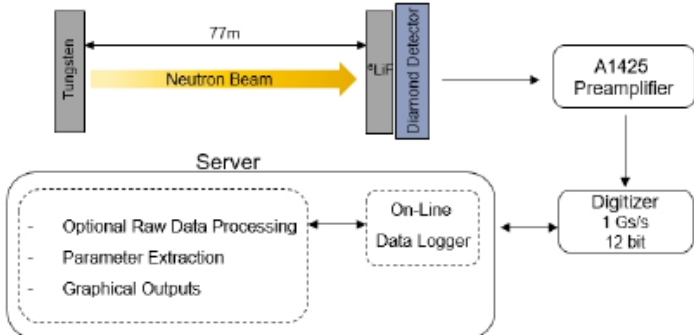 77m
Tungsten
Neutron Beam
⁶LiF
Diamond Detector
A1425
Preamplifier
Server
- Optional Raw Data Processing
- Parameter Extraction
- Graphical Outputs
On-Line
Data Logger
Digitizer
1 Gs/s
12 bit